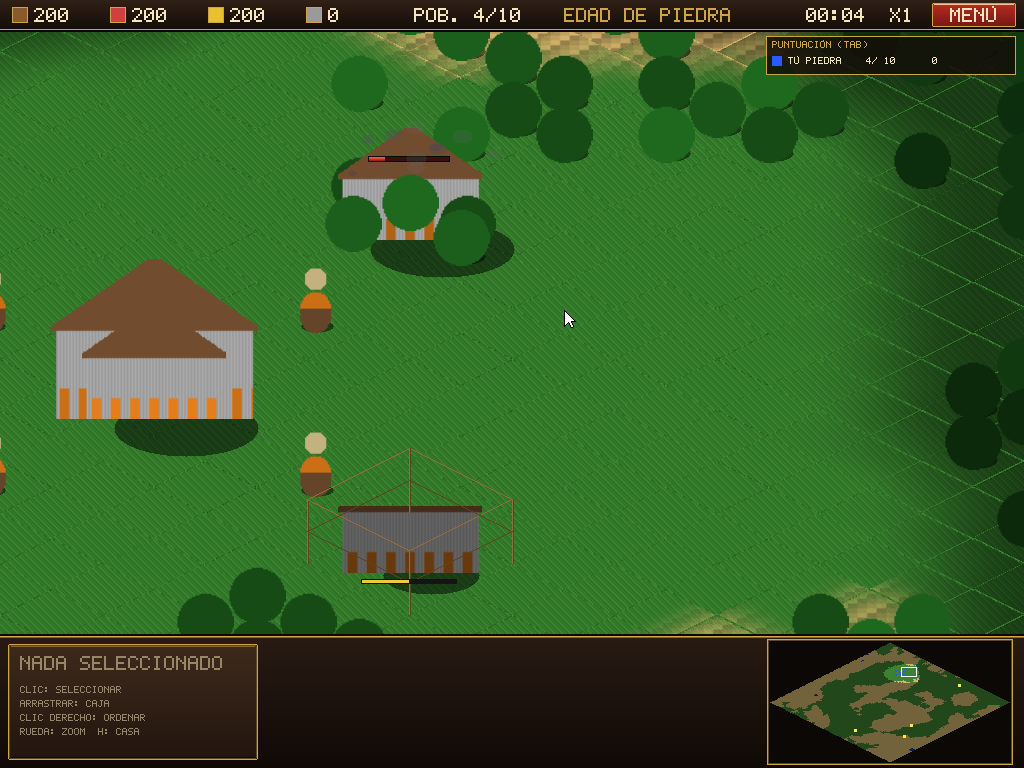 200 200 200 0 POB. 4/10 EDAD DE PIEDRA 00:04 X1 MENÚ
PUNTUACIÓN (TAB)
TÚ PIEDRA 4/ 10 0
NADA SELECCIONADO
CLIC: SELECCIONAR
ARRASTRAR: CAJA
CLIC DERECHO: ORDENAR
RUEDA: ZOOM H: CASA